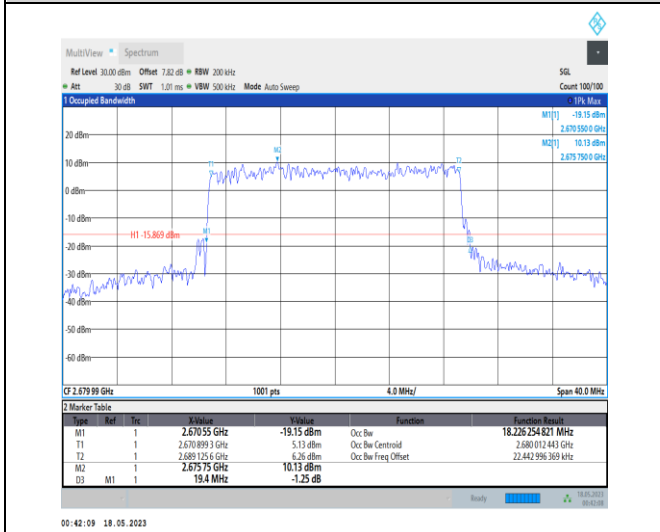 MultiView Spectrum
Ref Level 30.00 dBm Offset 7.82 dB RBW 200 kHz SGL
Att 30 dB SWT 1.01 ms VBW 500 kHz Mode Auto Sweep Count 100/100
1 Occupied Bandwidth 1Pk Max
M1[1] -19.15 dBm
2.670 550 0 GHz
M2[1] 10.13 dBm
2.675 750 0 GHz
20 dBm
10 dBm
0 dBm
-10 dBm
-20 dBm
-30 dBm
-40 dBm
-50 dBm
-60 dBm
H1 -15.869 dBm
T1
M2
T2
M1
D3
CF 2.679 99 GHz 1001 pts 4.0 MHz/ Span 40.0 MHz
2 Marker Table
Type Ref Trc X-Value Y-Value Function Function Result
M1 1 2.670 55 GHz -19.15 dBm Occ Bw 18.226 254 821 MHz
T1 1 2.670 899 3 GHz 5.13 dBm Occ Bw Centroid 2.680 012 443 GHz
T2 1 2.689 125 6 GHz 6.26 dBm Occ Bw Freq Offset 22.442 996 369 kHz
M2 1 2.675 75 GHz 10.13 dBm
D3 M1 1 19.4 MHz -1.25 dB
Ready 18.05.2023
00:42:08
00:42:09 18.05.2023